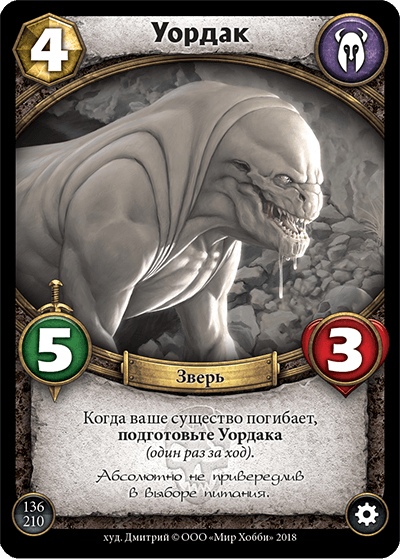 4
Уордак
5
3
Зверь
Когда ваше существо погибает,
подготовьте Уордака
(один раз за ход).
Абсолютно не привередлив
в выборе питания.
136
210
худ. Дмитрий © ООО «Мир Хобби» 2018